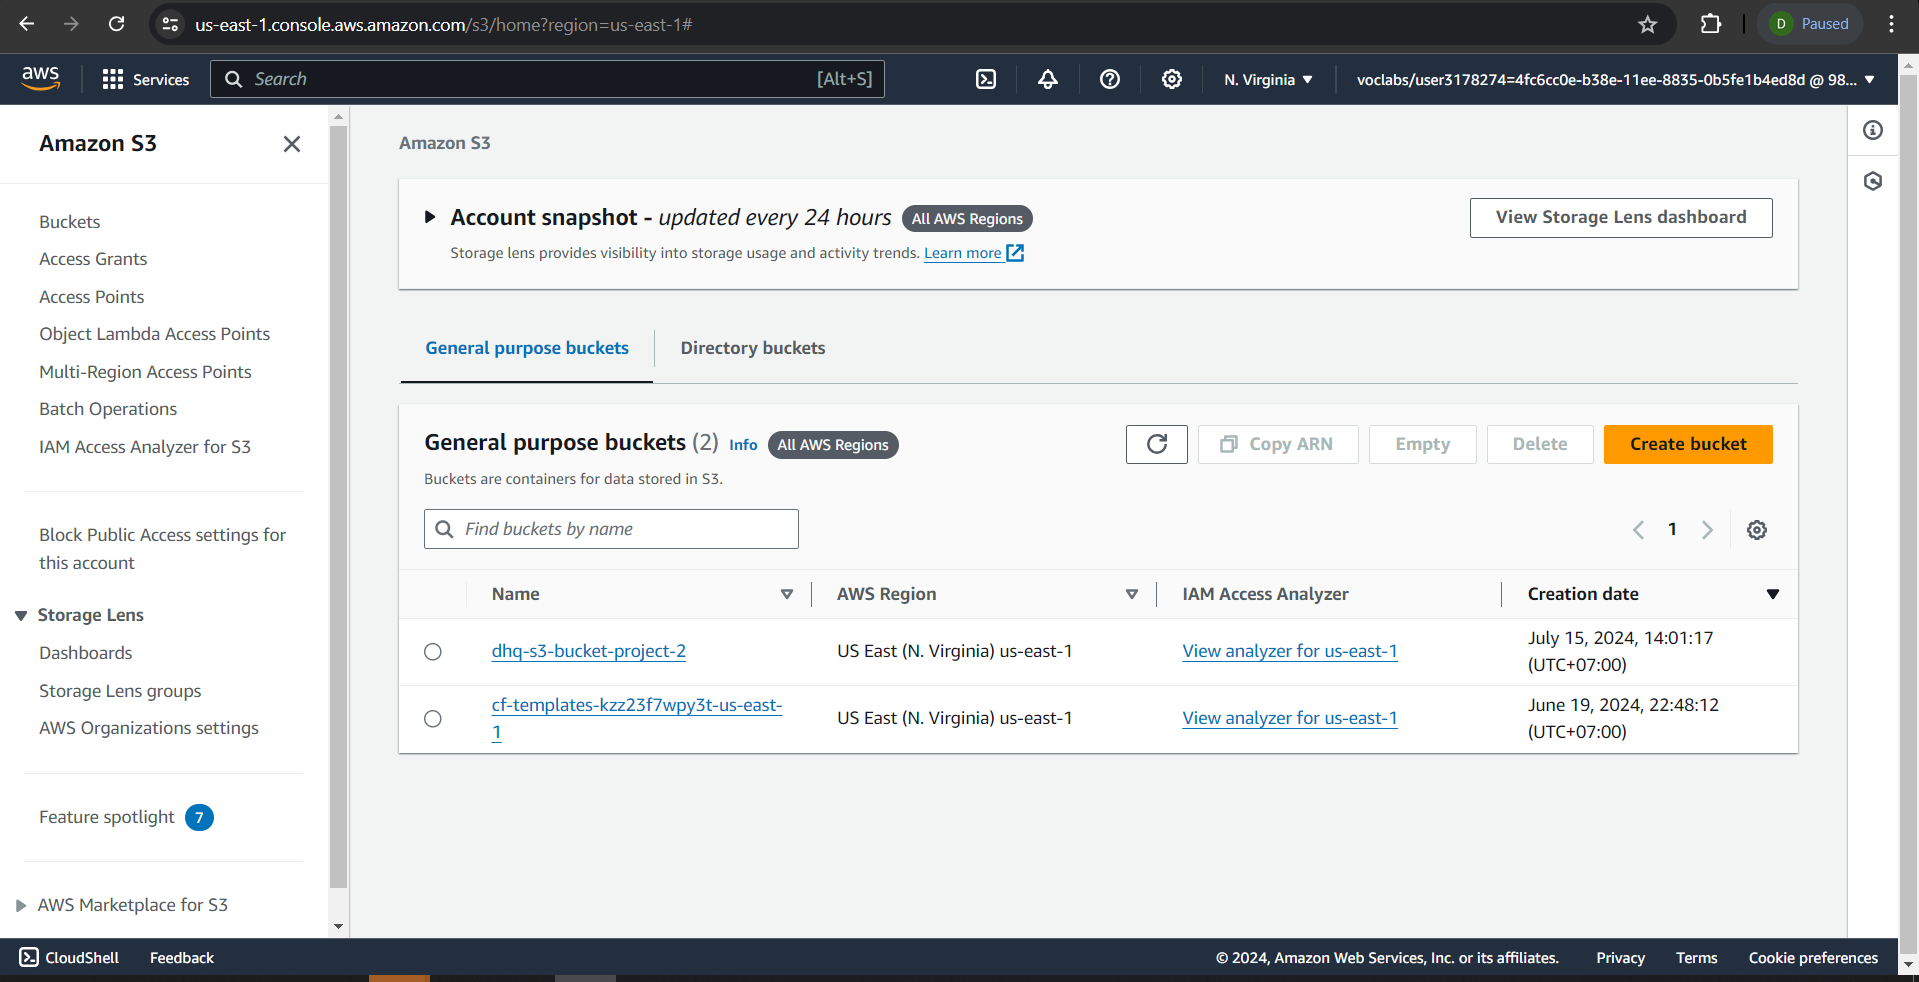 us-east-1.console.aws.amazon.com/s3/home?region=us-east-1#
D Paused
aws Services Search [Alt+S] N. Virginia voclabs/user3178274=4fc6cc0e-b38e-11ee-8835-0b5fe1b4ed8d @ 98...
Amazon S3
Buckets
Access Grants
Access Points
Object Lambda Access Points
Multi-Region Access Points
Batch Operations
IAM Access Analyzer for S3
Block Public Access settings for
this account
Storage Lens
Dashboards
Storage Lens groups
AWS Organizations settings
Feature spotlight 7
AWS Marketplace for S3
Amazon S3
Account snapshot - updated every 24 hours All AWS Regions
View Storage Lens dashboard
Storage lens provides visibility into storage usage and activity trends. Learn more
General purpose buckets Directory buckets
General purpose buckets (2) Info All AWS Regions
Copy ARN Empty Delete Create bucket
Buckets are containers for data stored in S3.
Find buckets by name
1
Name AWS Region IAM Access Analyzer Creation date
dhq-s3-bucket-project-2 US East (N. Virginia) us-east-1 View analyzer for us-east-1 July 15, 2024, 14:01:17
(UTC+07:00)
cf-templates-kzz23f7wpy3t-us-east-
1 US East (N. Virginia) us-east-1 View analyzer for us-east-1 June 19, 2024, 22:48:12
(UTC+07:00)
CloudShell Feedback © 2024, Amazon Web Services, Inc. or its affiliates. Privacy Terms Cookie preferences